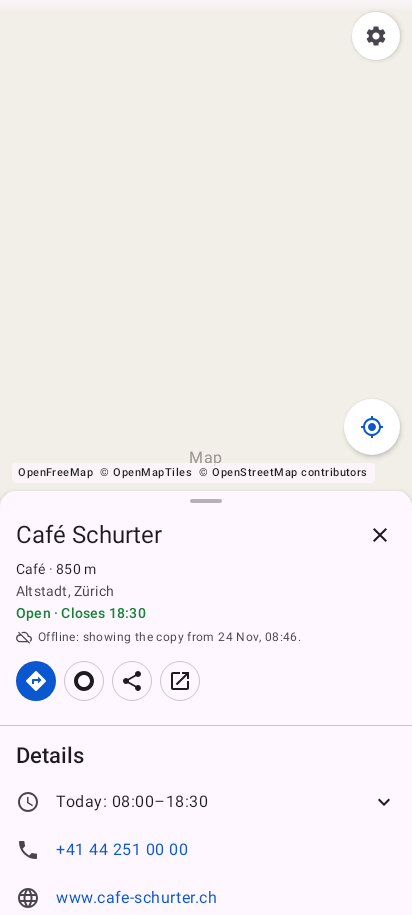 Map
OpenFreeMap © OpenMapTiles © OpenStreetMap contributors
Café Schurter
Café · 850 m
Altstadt, Zürich
Open · Closes 18:30
Offline: showing the copy from 24 Nov, 08:46.
Details
Today: 08:00–18:30
+41 44 251 00 00
www.cafe-schurter.ch